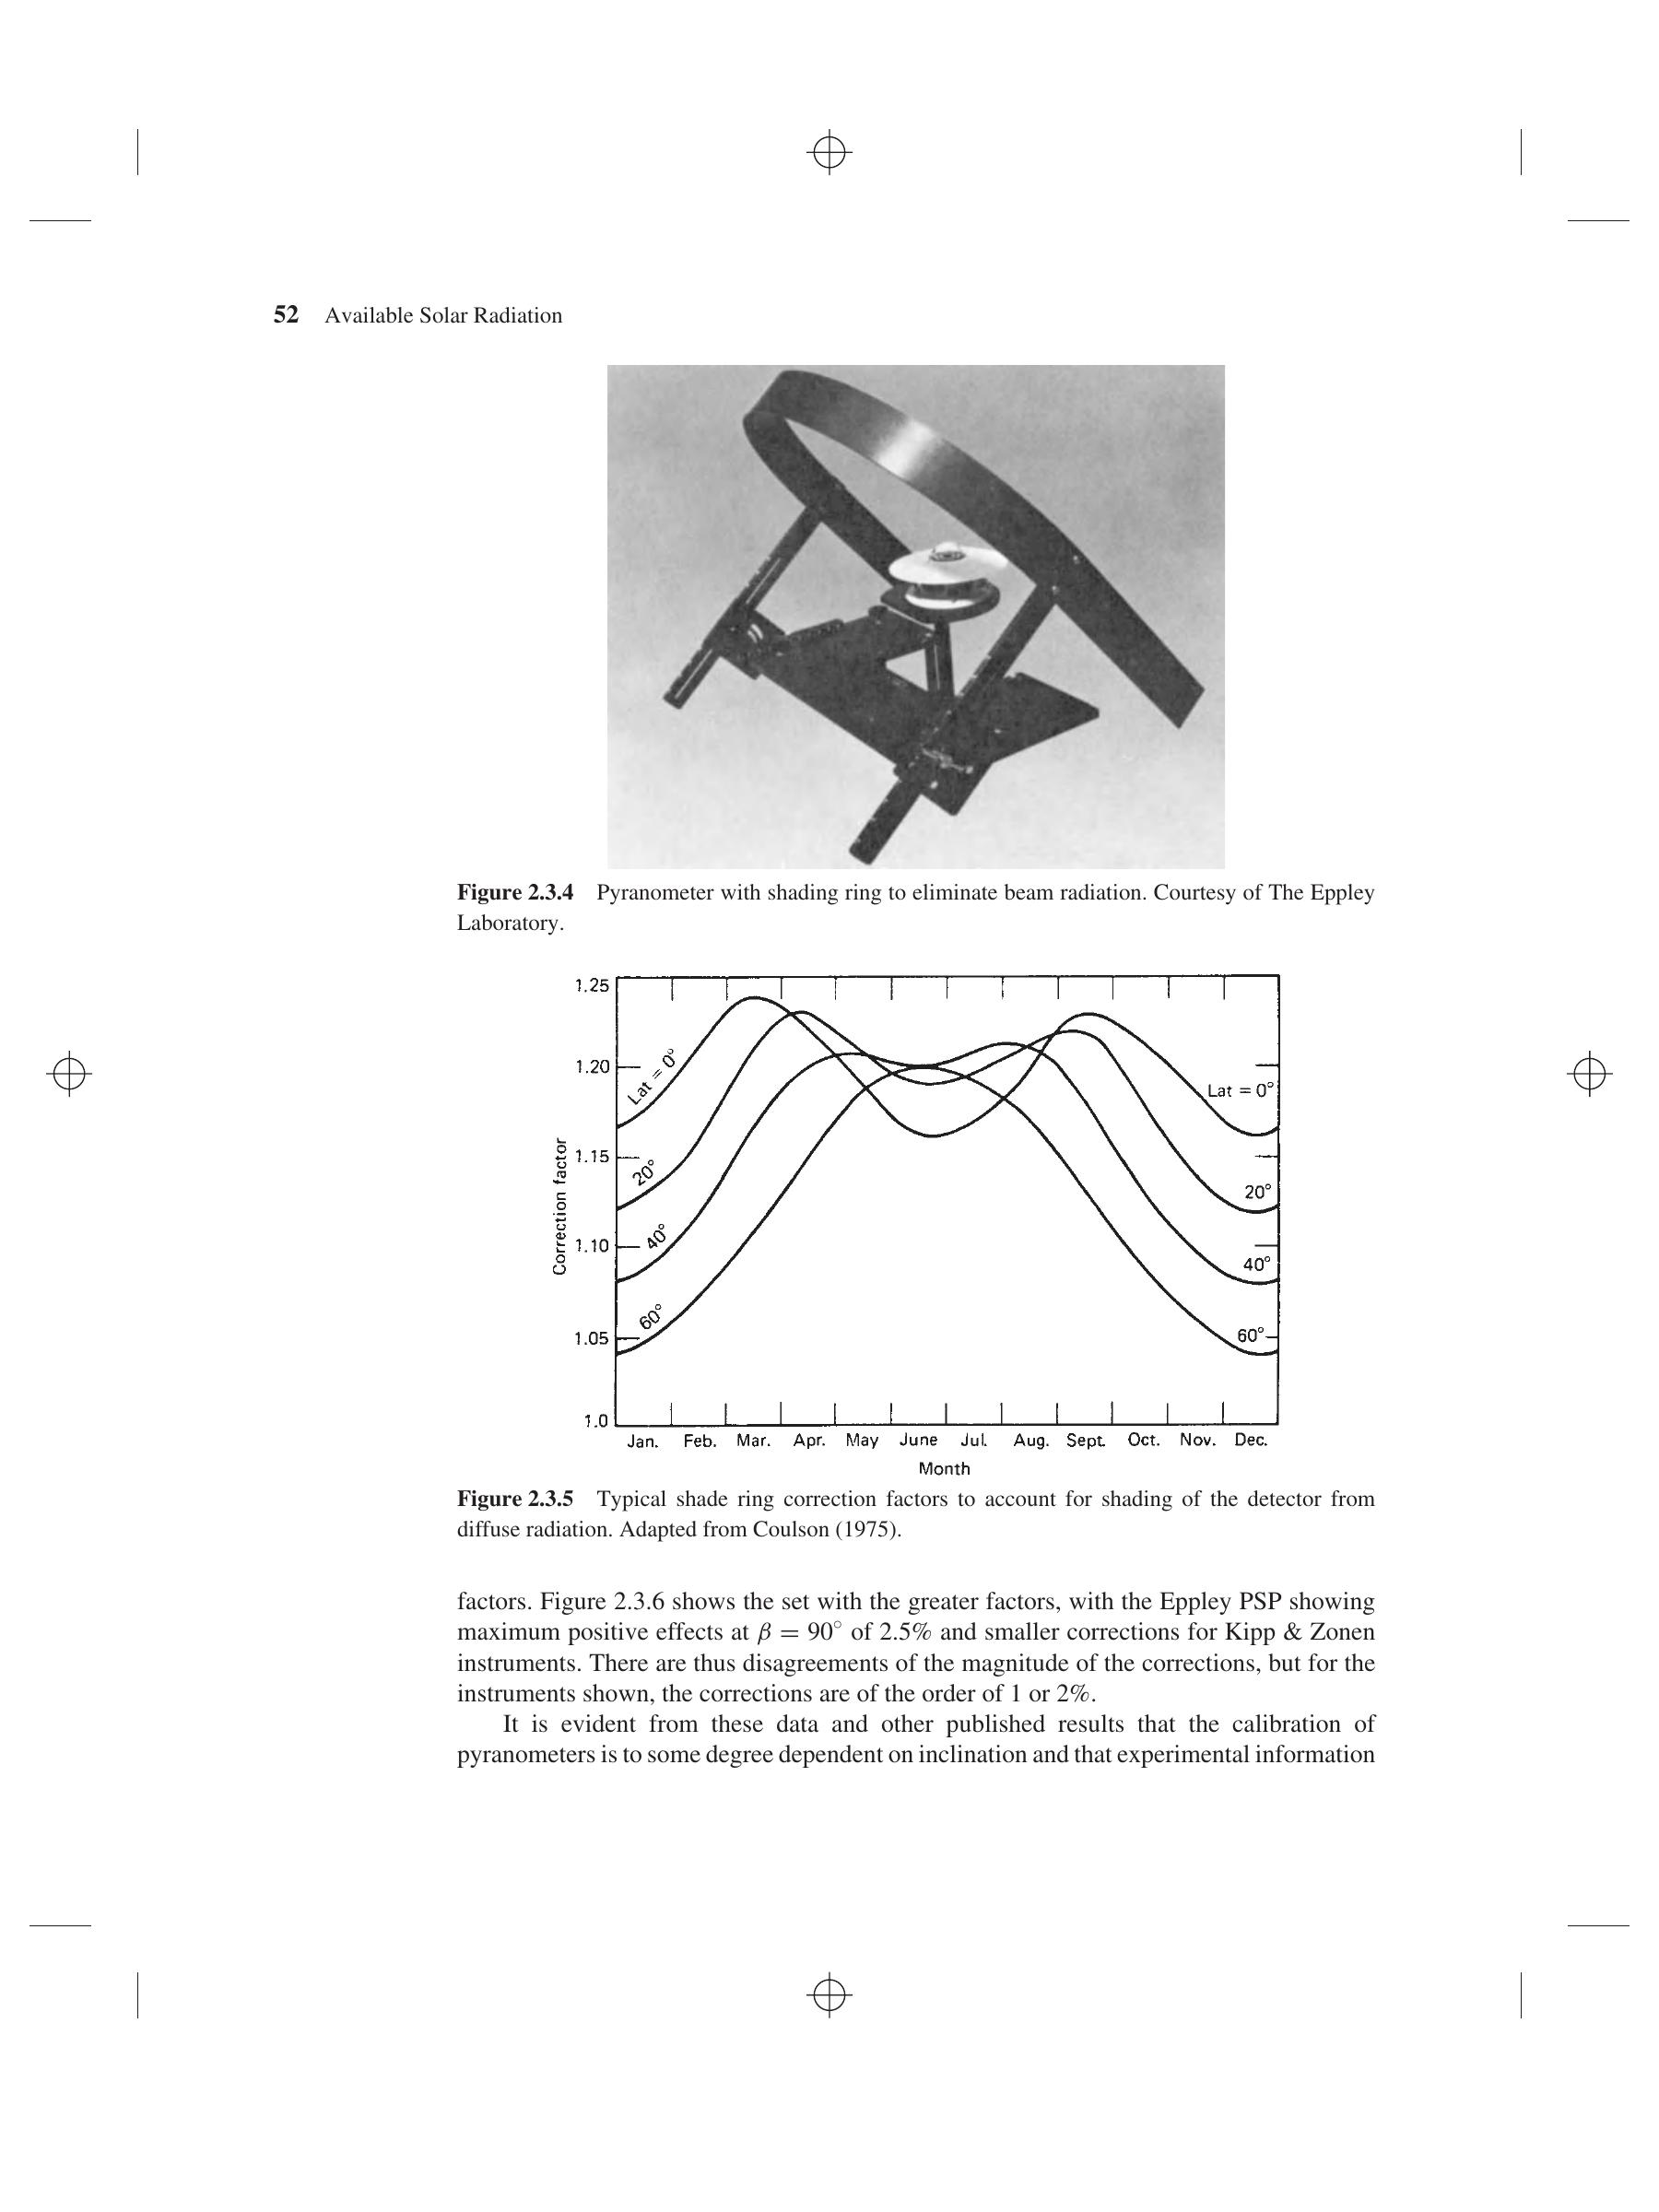 52 Available Solar Radiation
Figure 2.3.4 Pyranometer with shading ring to eliminate beam radiation. Courtesy of The Eppley
Laboratory.
1.25
1.20
1.15
1.10
1.05
1.0
Correction factor
Lat = 0°
20°
40°
60°
Lat = 0°
20°
40°
60°
Jan. Feb. Mar. Apr. May June Jul. Aug. Sept. Oct. Nov. Dec.
Month
Figure 2.3.5 Typical shade ring correction factors to account for shading of the detector from
diffuse radiation. Adapted from Coulson (1975).
factors. Figure 2.3.6 shows the set with the greater factors, with the Eppley PSP showing
maximum positive effects at β = 90° of 2.5% and smaller corrections for Kipp & Zonen
instruments. There are thus disagreements of the magnitude of the corrections, but for the
instruments shown, the corrections are of the order of 1 or 2%.
It is evident from these data and other published results that the calibration of
pyranometers is to some degree dependent on inclination and that experimental information